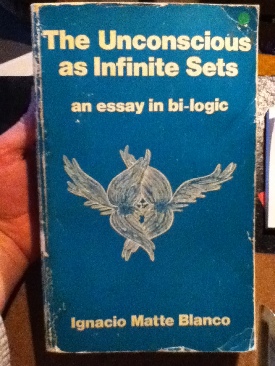 The Unconscious
as Infinite Sets
an essay in bi-logic
Ignacio Matte Blanco